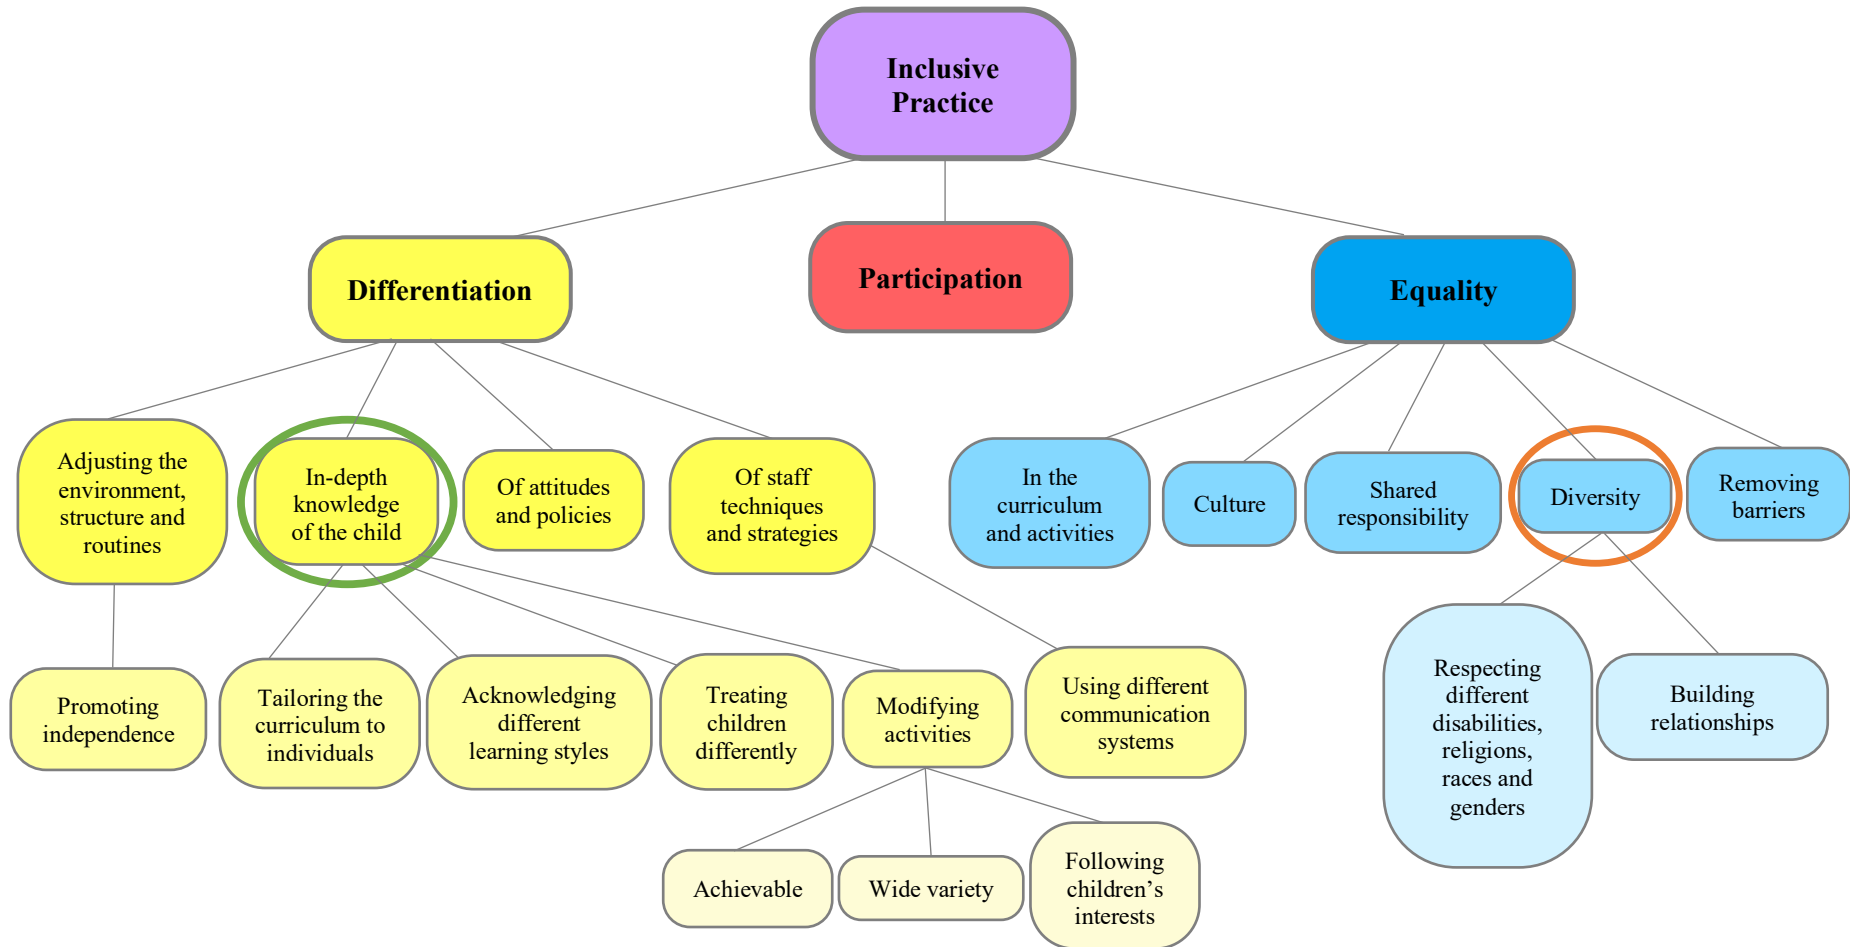 Inclusive
Practice
Differentiation
Participation
Equality
Adjusting the
environment,
structure and
routines
In-depth
knowledge
of the child
Of attitudes
and policies
Of staff
techniques
and strategies
In the
curriculum
and activities
Culture
Shared
responsibility
Diversity
Removing
barriers
Promoting
independence
Tailoring the
curriculum to
individuals
Acknowledging
different
learning styles
Treating
children
differently
Modifying
activities
Using different
communication
systems
Respecting
different
disabilities,
religions,
races and
genders
Building
relationships
Achievable
Wide variety
Following
children’s
interests